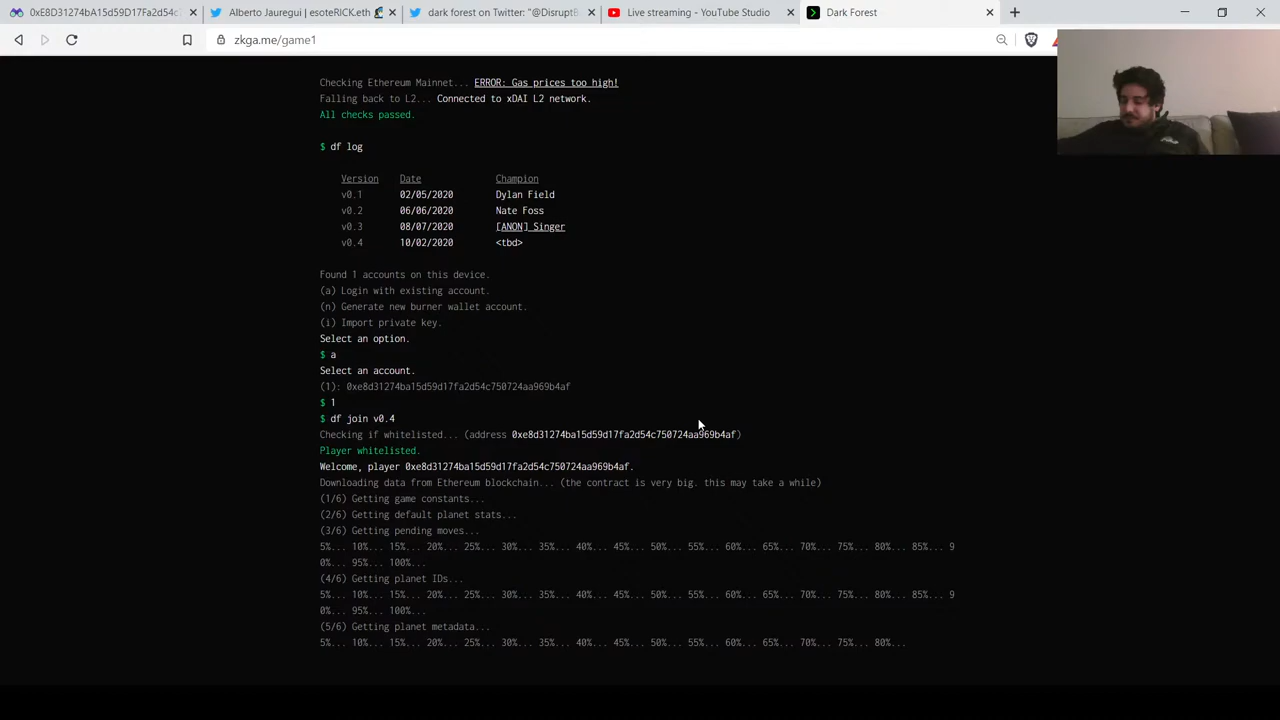 0xE8D31274BA15D59D17Fa2D54c
Alberto Jauregui | esoteRICK.eth
dark forest on Twitter: "@DisruptB
Live streaming - YouTube Studio
Dark Forest
zkga.me/game1
Checking Ethereum Mainnet... ERROR: Gas prices too high!
Falling back to L2... Connected to xDAI L2 network.
All checks passed.
$ df log
Version Date Champion
v0.1 02/05/2020 Dylan Field
v0.2 06/06/2020 Nate Foss
v0.3 08/07/2020 [ANON] Singer
v0.4 10/02/2020 <tbd>
Found 1 accounts on this device.
(a) Login with existing account.
(n) Generate new burner wallet account.
(i) Import private key.
Select an option.
$ a
Select an account.
(1): 0xe8d31274ba15d59d17fa2d54c750724aa969b4af
$ 1
$ df join v0.4
Checking if whitelisted... (address 0xe8d31274ba15d59d17fa2d54c750724aa969b4af)
Player whitelisted.
Welcome, player 0xe8d31274ba15d59d17fa2d54c750724aa969b4af.
Downloading data from Ethereum blockchain... (the contract is very big. this may take a while)
(1/6) Getting game constants...
(2/6) Getting default planet stats...
(3/6) Getting pending moves...
5%... 10%... 15%... 20%... 25%... 30%... 35%... 40%... 45%... 50%... 55%... 60%... 65%... 70%... 75%... 80%... 85%... 9
0%... 95%... 100%...
(4/6) Getting planet IDs...
5%... 10%... 15%... 20%... 25%... 30%... 35%... 40%... 45%... 50%... 55%... 60%... 65%... 70%... 75%... 80%... 85%... 9
0%... 95%... 100%...
(5/6) Getting planet metadata...
5%... 10%... 15%... 20%... 25%... 30%... 35%... 40%... 45%... 50%... 55%... 60%... 65%... 70%... 75%... 80%...